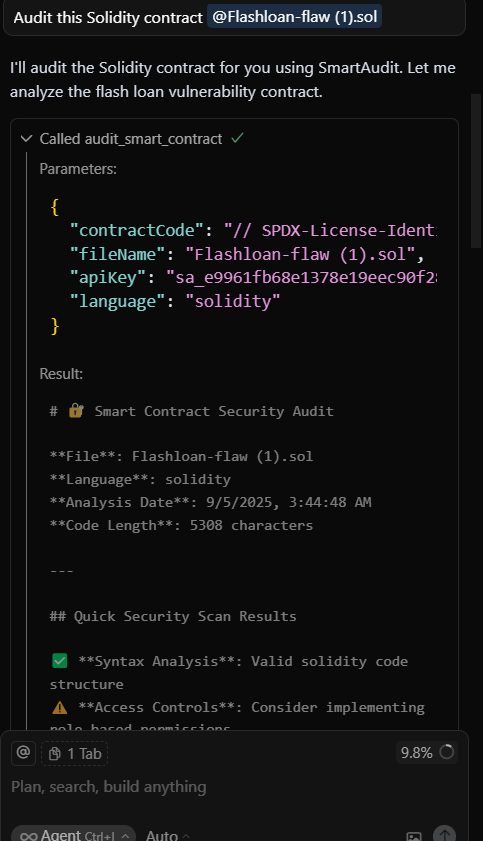 Audit this Solidity contract @Flashloan-flaw (1).sol
I'll audit the Solidity contract for you using SmartAudit. Let me
analyze the flash loan vulnerability contract.
Called audit_smart_contract ✓
Parameters:
{
"contractCode": "// SPDX-License-Identi
"fileName": "Flashloan-flaw (1).sol",
"apiKey": "sa_e9961fb68e1378e19eec90f28
"language": "solidity"
}
Result:
# 🔐 Smart Contract Security Audit
**File**: Flashloan-flaw (1).sol
**Language**: solidity
**Analysis Date**: 9/5/2025, 3:44:48 AM
**Code Length**: 5308 characters
---
## Quick Security Scan Results
✅ **Syntax Analysis**: Valid solidity code
structure
⚠️ **Access Controls**: Consider implementing
role-based permissions
@ 1 Tab 9.8%
Plan, search, build anything
∞ Agent Ctrl+I Auto